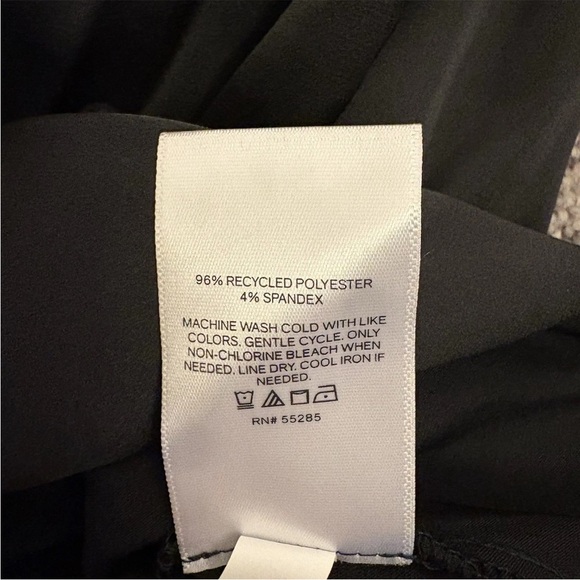 96% RECYCLED POLYESTER
4% SPANDEX
MACHINE WASH COLD WITH LIKE
COLORS. GENTLE CYCLE. ONLY
NON-CHLORINE BLEACH WHEN
NEEDED. LINE DRY. COOL IRON IF
NEEDED.
RN# 55285